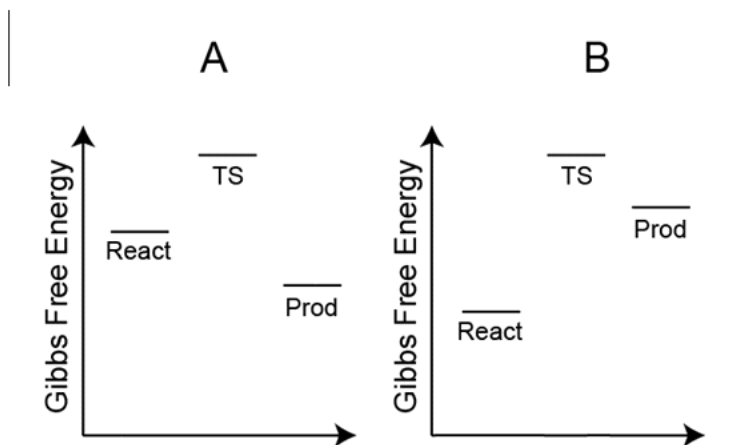 A
Gibbs Free Energy
TS
React
Prod
B
Gibbs Free Energy
TS
Prod
React